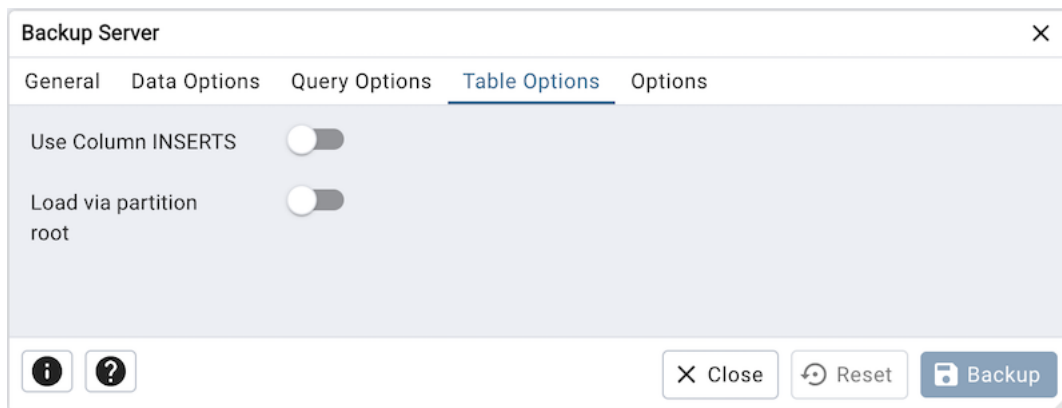 Backup Server
General Data Options Query Options Table Options Options
Use Column INSERTS
Load via partition
root
Close Reset Backup